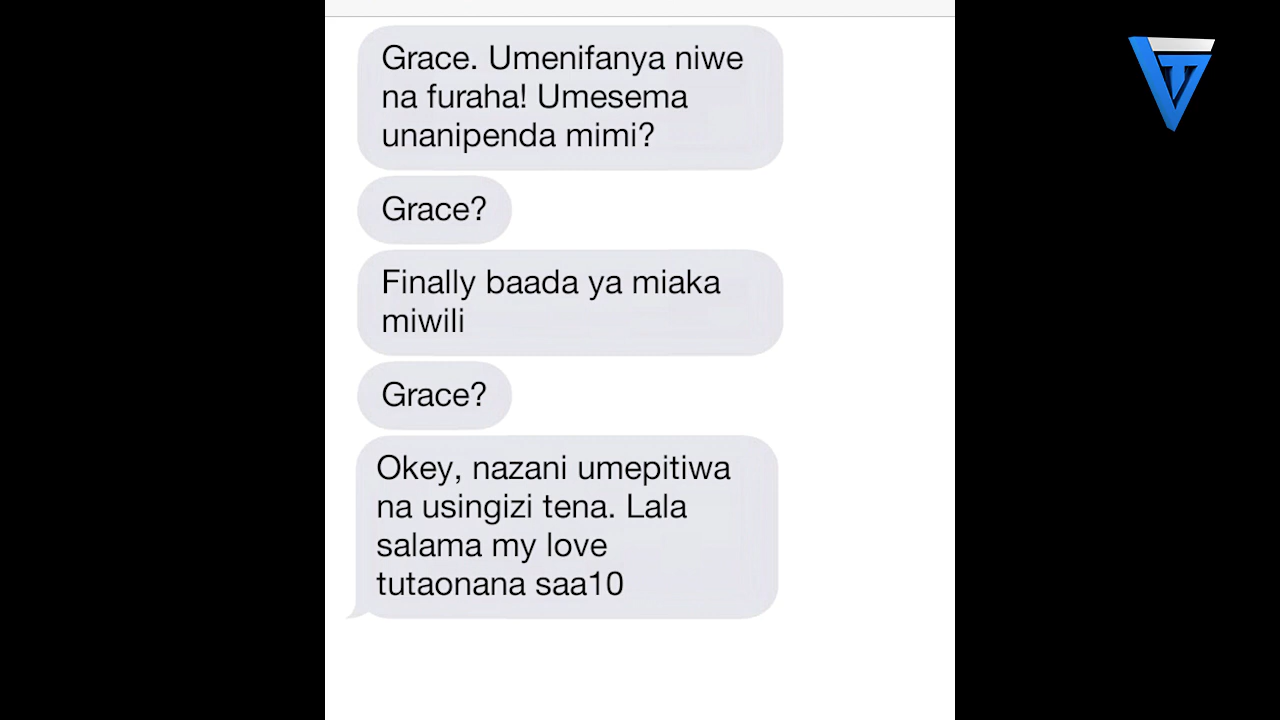 Grace. Umenifanya niwe
na furaha! Umesema
unanipenda mimi?
Grace?
Finally baada ya miaka
miwili
Grace?
Okey, nazani umepitiwa
na usingizi tena. Lala
salama my love
tutaonana saa10